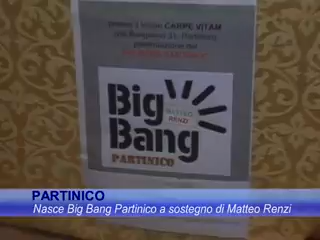 CARPE VITAM
Big
MATTEO
RENZI
Bang
PARTINICO
PARTINICO
Nasce Big Bang Partinico a sostegno di Matteo Renzi